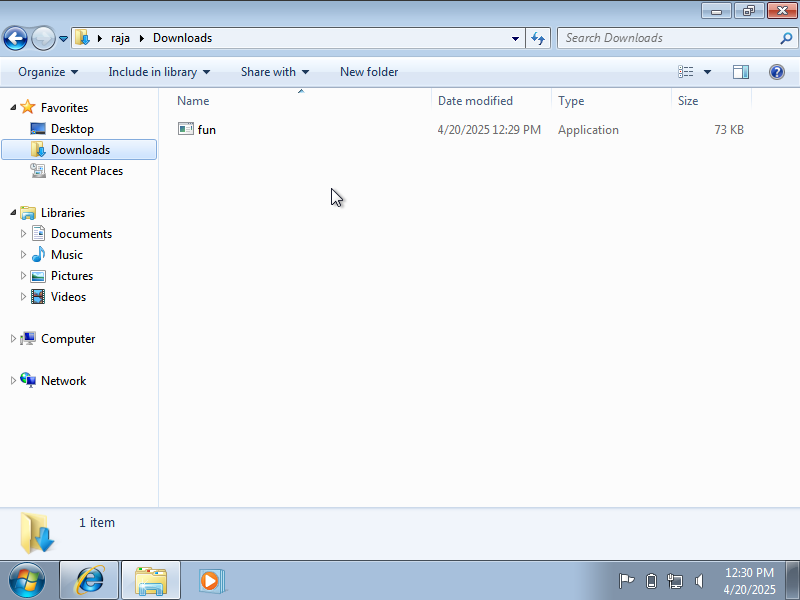 raja Downloads Search Downloads
Organize Include in library Share with New folder
Name Date modified Type Size
fun 4/20/2025 12:29 PM Application 73 KB
Favorites
Desktop
Downloads
Recent Places
Libraries
Documents
Music
Pictures
Videos
Computer
Network
1 item
12:30 PM
4/20/2025